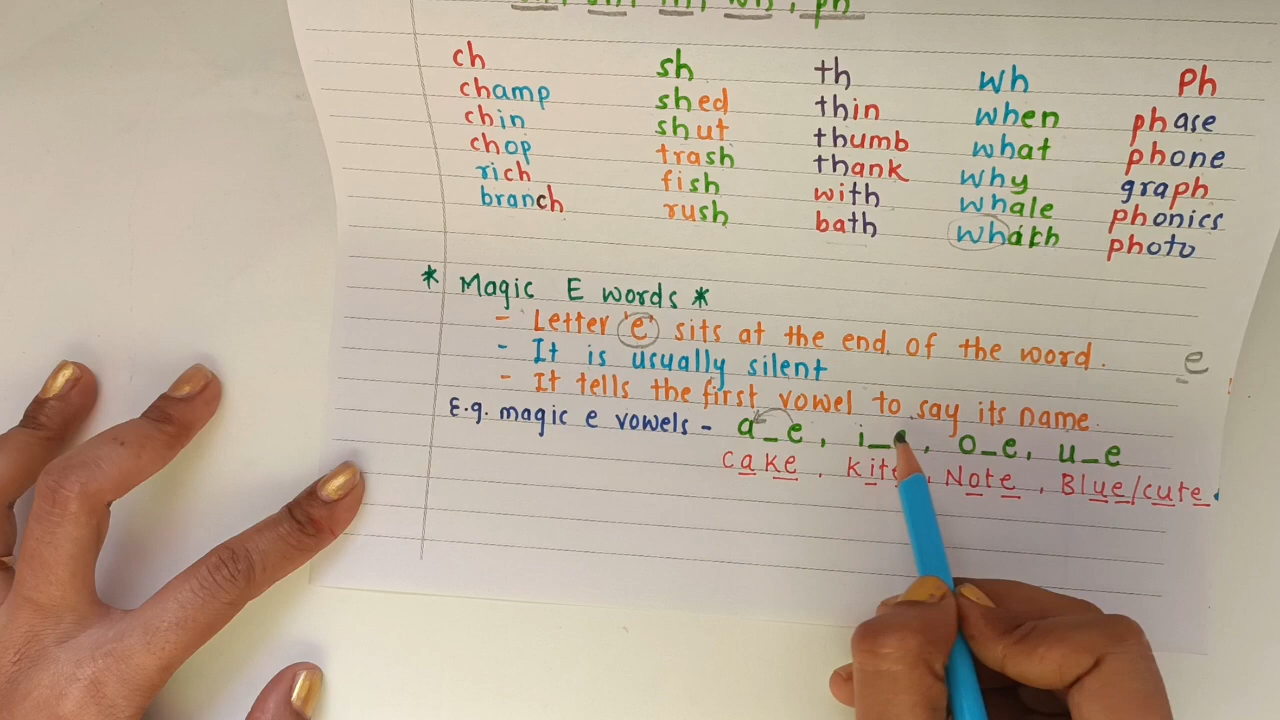 ph
ch sh th wh ph
champ shed thin when phase
chin shut thumb what phone
chop trash thank why graph
rich fish with whale phonics
branch rush bath photo
* Magic E words *
- Letter 'e' sits at the end of the word. e
- It is usually silent
- It tells the first vowel to say its name.
E.g. magic e vowels - a_e, i_e, o_e, u_e
cake, kite, Note, Blue/cute.